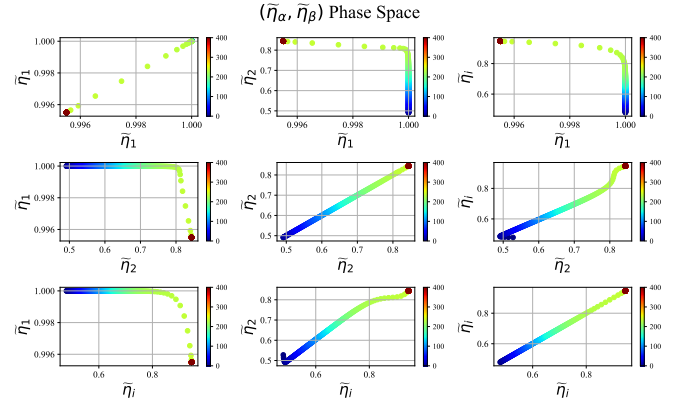 (η̃α, η̃β) Phase Space
1.000 0.998 0.996 η̃1 0.996 0.998 1.000 η̃1 400 300 200 100 0
0.8 0.7 0.6 0.5 η̃2 0.996 0.998 1.000 η̃1 400 300 200 100 0
0.8 0.6 η̃i 0.996 0.998 1.000 η̃1 400 300 200 100 0
1.000 0.998 0.996 η̃1 0.5 0.6 0.7 0.8 η̃2 400 300 200 100 0
0.8 0.7 0.6 0.5 η̃2 0.5 0.6 0.7 0.8 η̃2 400 300 200 100 0
0.8 0.6 η̃i 0.5 0.6 0.7 0.8 η̃2 400 300 200 100 0
1.000 0.998 0.996 η̃1 0.6 0.8 η̃i 400 300 200 100 0
0.8 0.7 0.6 0.5 η̃2 0.6 0.8 η̃i 400 300 200 100 0
0.8 0.6 η̃i 0.6 0.8 η̃i 400 300 200 100 0